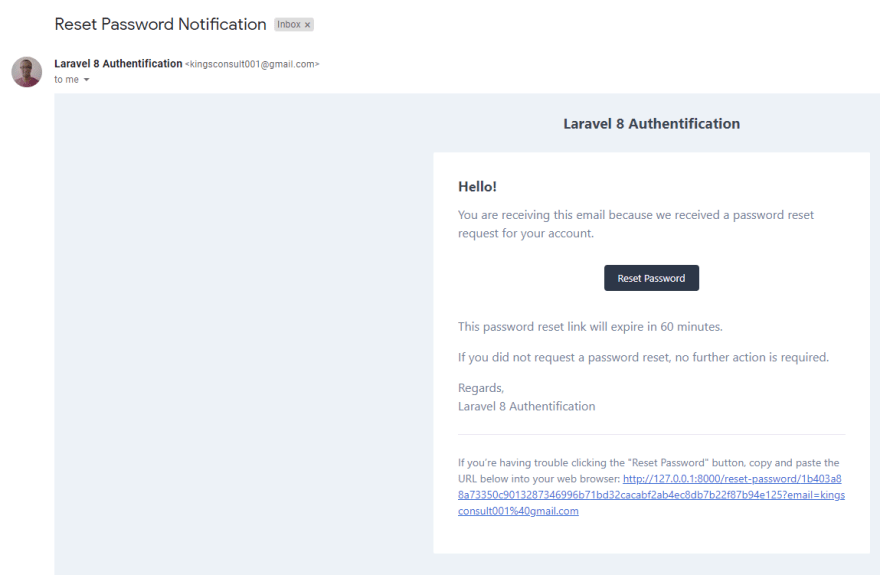 Reset Password Notification Inbox x
Laravel 8 Authentification <kingsconsult001@gmail.com>
to me
Laravel 8 Authentification
Hello!
You are receiving this email because we received a password reset
request for your account.
Reset Password
This password reset link will expire in 60 minutes.
If you did not request a password reset, no further action is required.
Regards,
Laravel 8 Authentification
If you're having trouble clicking the "Reset Password" button, copy and paste the
URL below into your web browser: http://127.0.0.1:8000/reset-password/1b403a8
8a73350c9013287346996b71bd32cacabf2ab4ec8db7b22f87b94e125?email=kings
consult001%40gmail.com